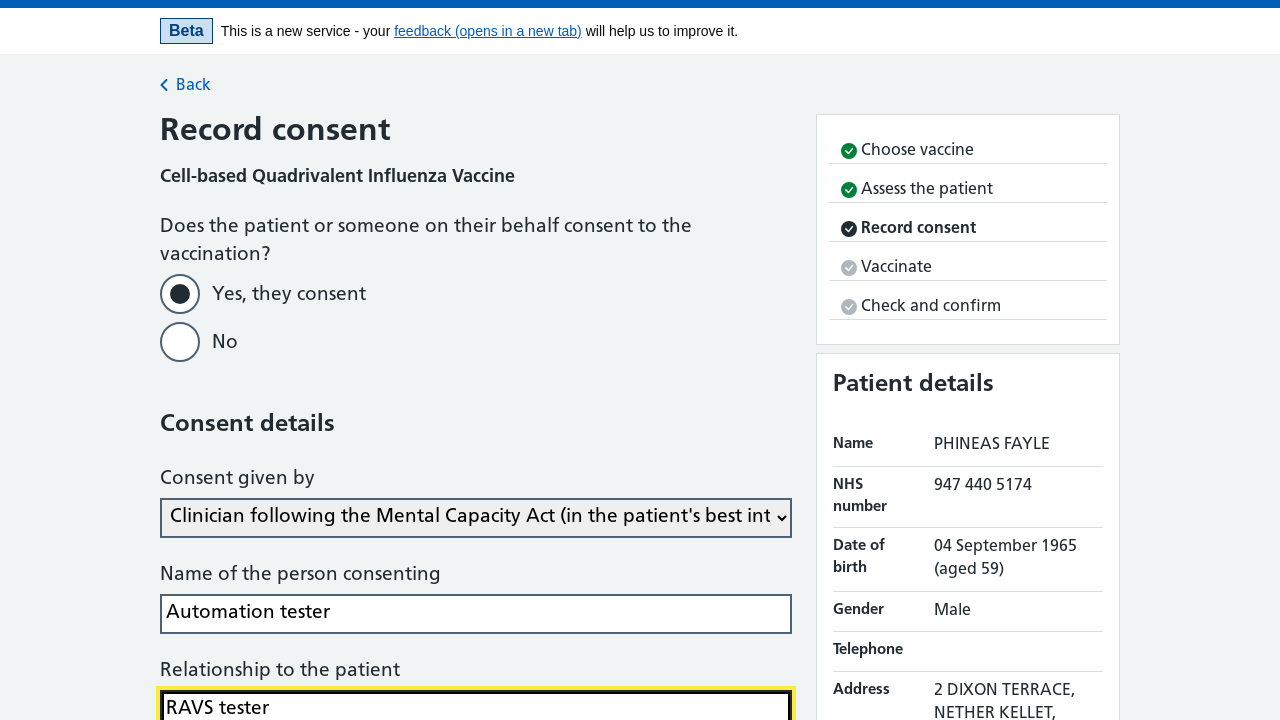 Beta This is a new service - your feedback (opens in a new tab) will help us to improve it.
Back
Record consent
Cell-based Quadrivalent Influenza Vaccine
Does the patient or someone on their behalf consent to the
vaccination?
Yes, they consent
No
Consent details
Consent given by
Clinician following the Mental Capacity Act (in the patient's best int
Name of the person consenting
Automation tester
Relationship to the patient
RAVS tester
Choose vaccine
Assess the patient
Record consent
Vaccinate
Check and confirm
Patient details
Name PHINEAS FAYLE
NHS 947 440 5174
number
Date of 04 September 1965
birth (aged 59)
Gender Male
Telephone
Address 2 DIXON TERRACE,
NETHER KELLET,